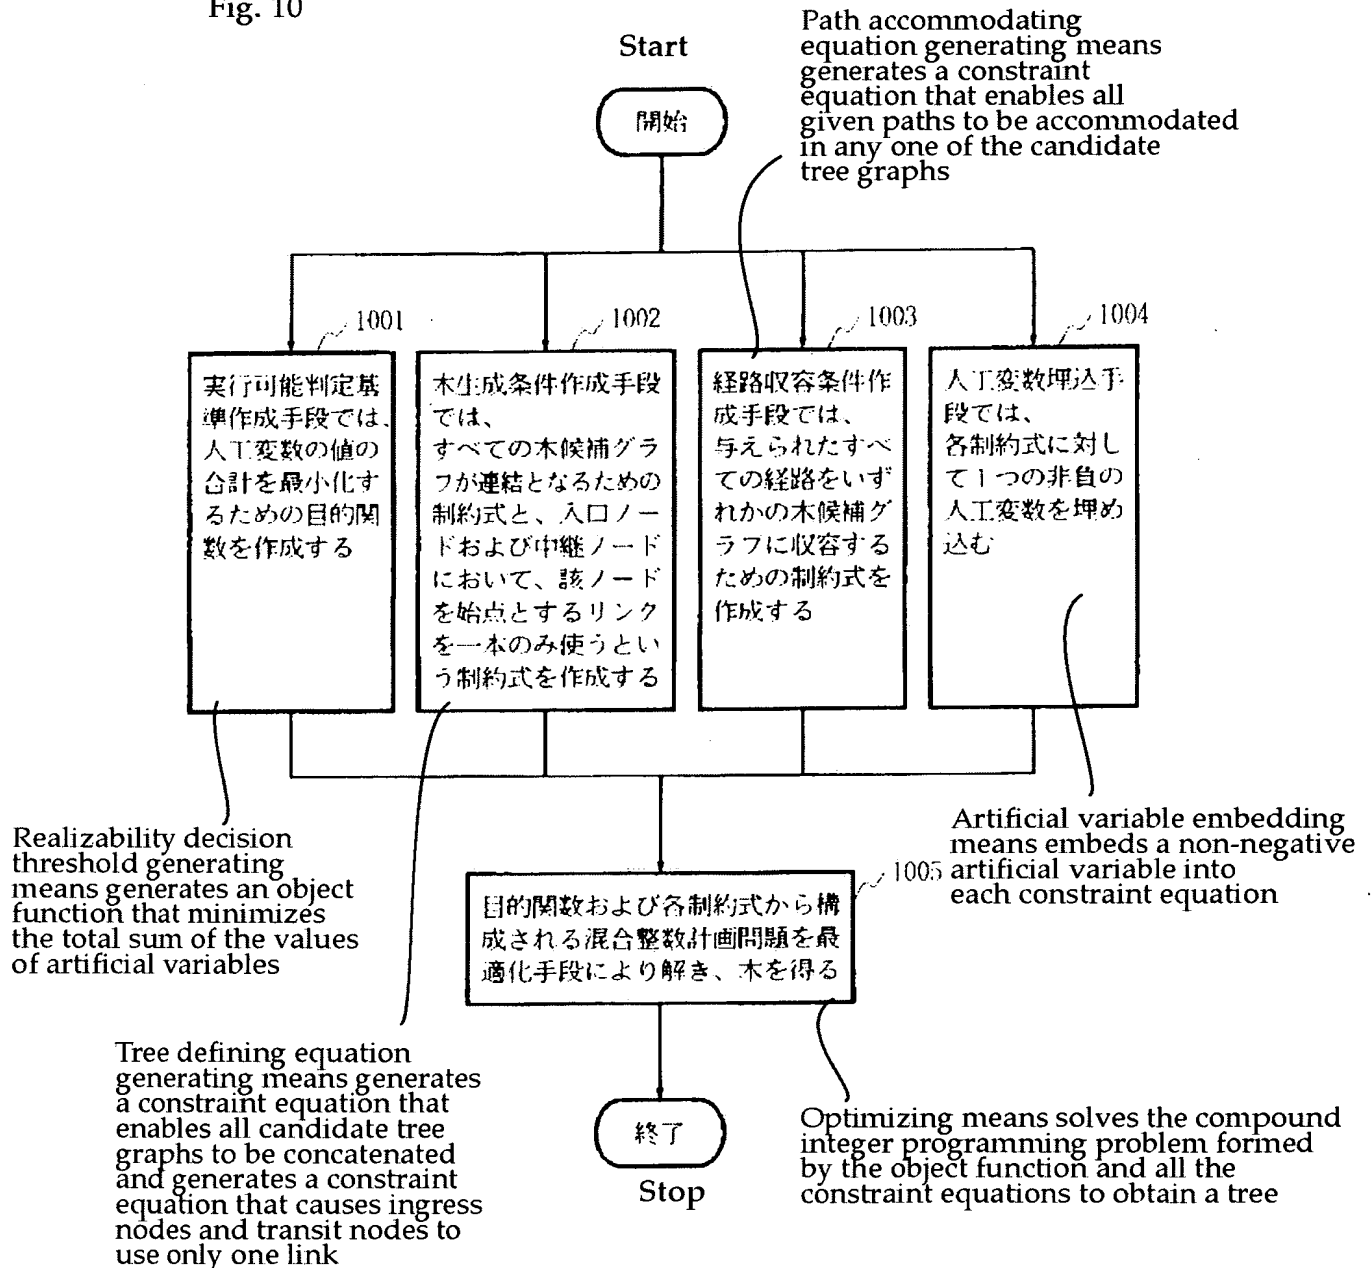 Fig. 10
Start
開始
Path accommodating
equation generating means
generates a constraint
equation that enables all
given paths to be accommodated
in any one of the candidate
tree graphs
1001
実行可能判定基
準作成手段では、
人工変数の値の
合計を最小化す
るための目的関
数を作成する
1002
木生成条件作成手段
では、
すべての木候補グラ
フが連結となるための
制約式と、入口ノー
ドおよび中継ノード
において、該ノード
を始点とするリンク
を一本のみ使うとい
う制約式を作成する
1003
経路収容条件作
成手段では、
与えられたすべ
ての経路をいず
れかの木候補グ
ラフに収容する
ための制約式を
作成する
1004
人工変数埋込手
段では、
各制約式に対し
て1つの非負の
人工変数を埋め
込む
Realizability decision
threshold generating
means generates an object
function that minimizes
the total sum of the values
of artificial variables
Artificial variable embedding
means embeds a non-negative
artificial variable into
each constraint equation
1005
目的関数および各制約式から構
成される混合整数計画問題を最
適化手段により解き、木を得る
Tree defining equation
generating means generates
a constraint equation that
enables all candidate tree
graphs to be concatenated
and generates a constraint
equation that causes ingress
nodes and transit nodes to
use only one link
終了
Stop
Optimizing means solves the compound
integer programming problem formed
by the object function and all the
constraint equations to obtain a tree